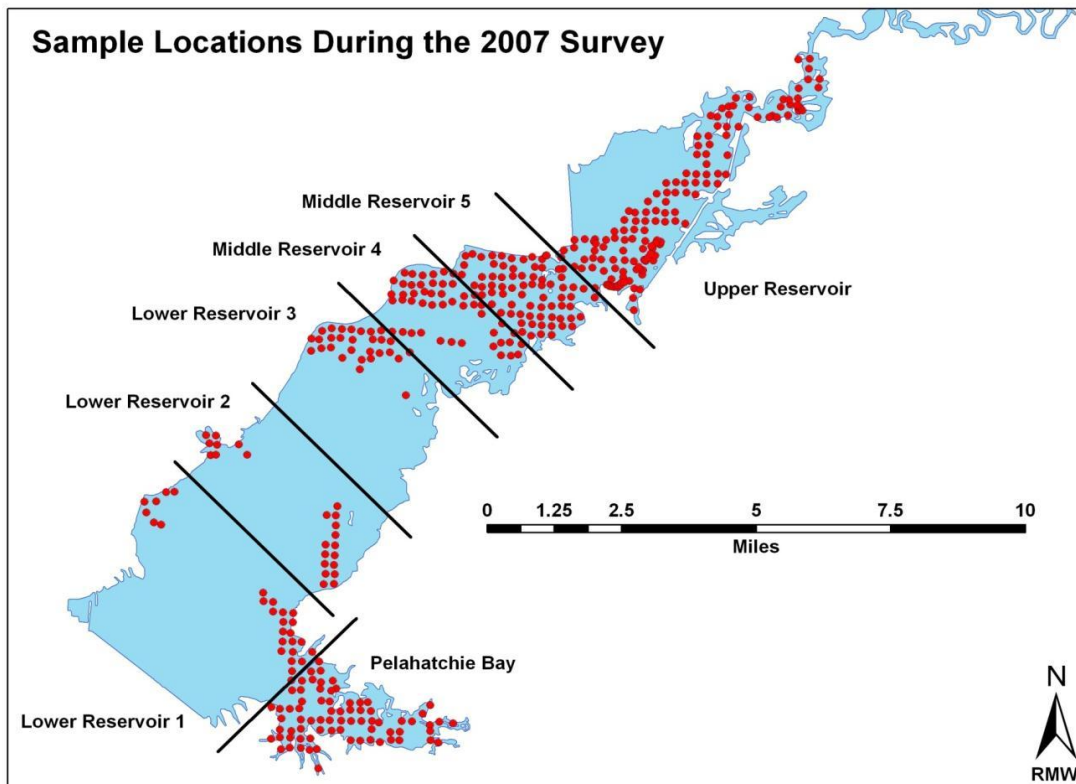 Sample Locations During the 2007 Survey
Middle Reservoir 5
Middle Reservoir 4
Upper Reservoir
Lower Reservoir 3
Lower Reservoir 2
0 1.25 2.5 5 7.5 10
Miles
Pelahatchie Bay
Lower Reservoir 1
N
RMW